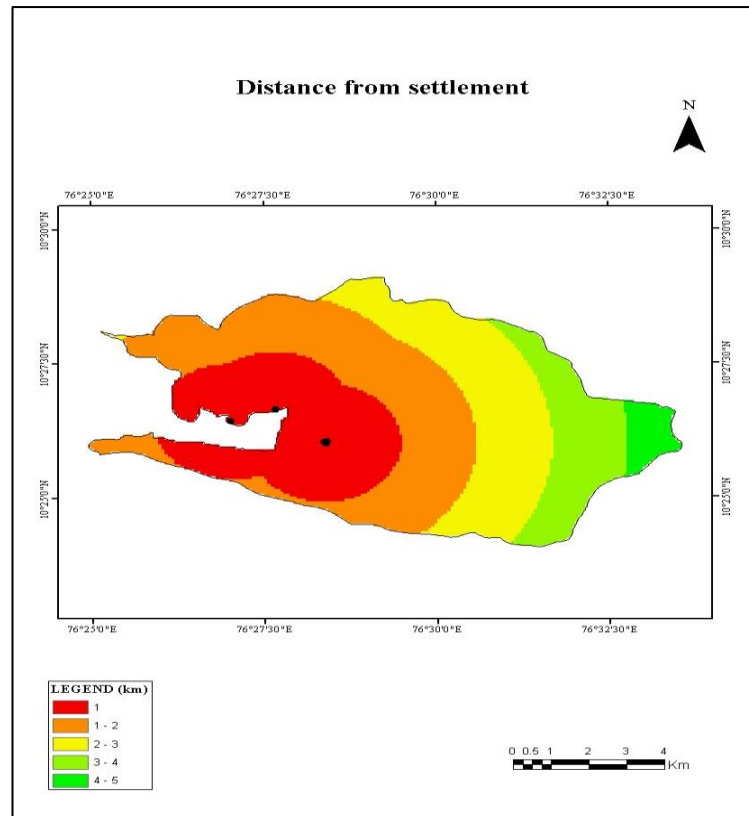 Distance from settlement
N
76°25'0"E 76°27'30"E 76°30'0"E 76°32'30"E
10°30'0"N 10°30'0"N
10°27'30"N 10°27'30"N
10°25'0"N 10°25'0"N
76°25'0"E 76°27'30"E 76°30'0"E 76°32'30"E
LEGEND (km)
1
1 - 2
2 - 3
3 - 4
4 - 5
0 0.5 1 2 3 4
Km